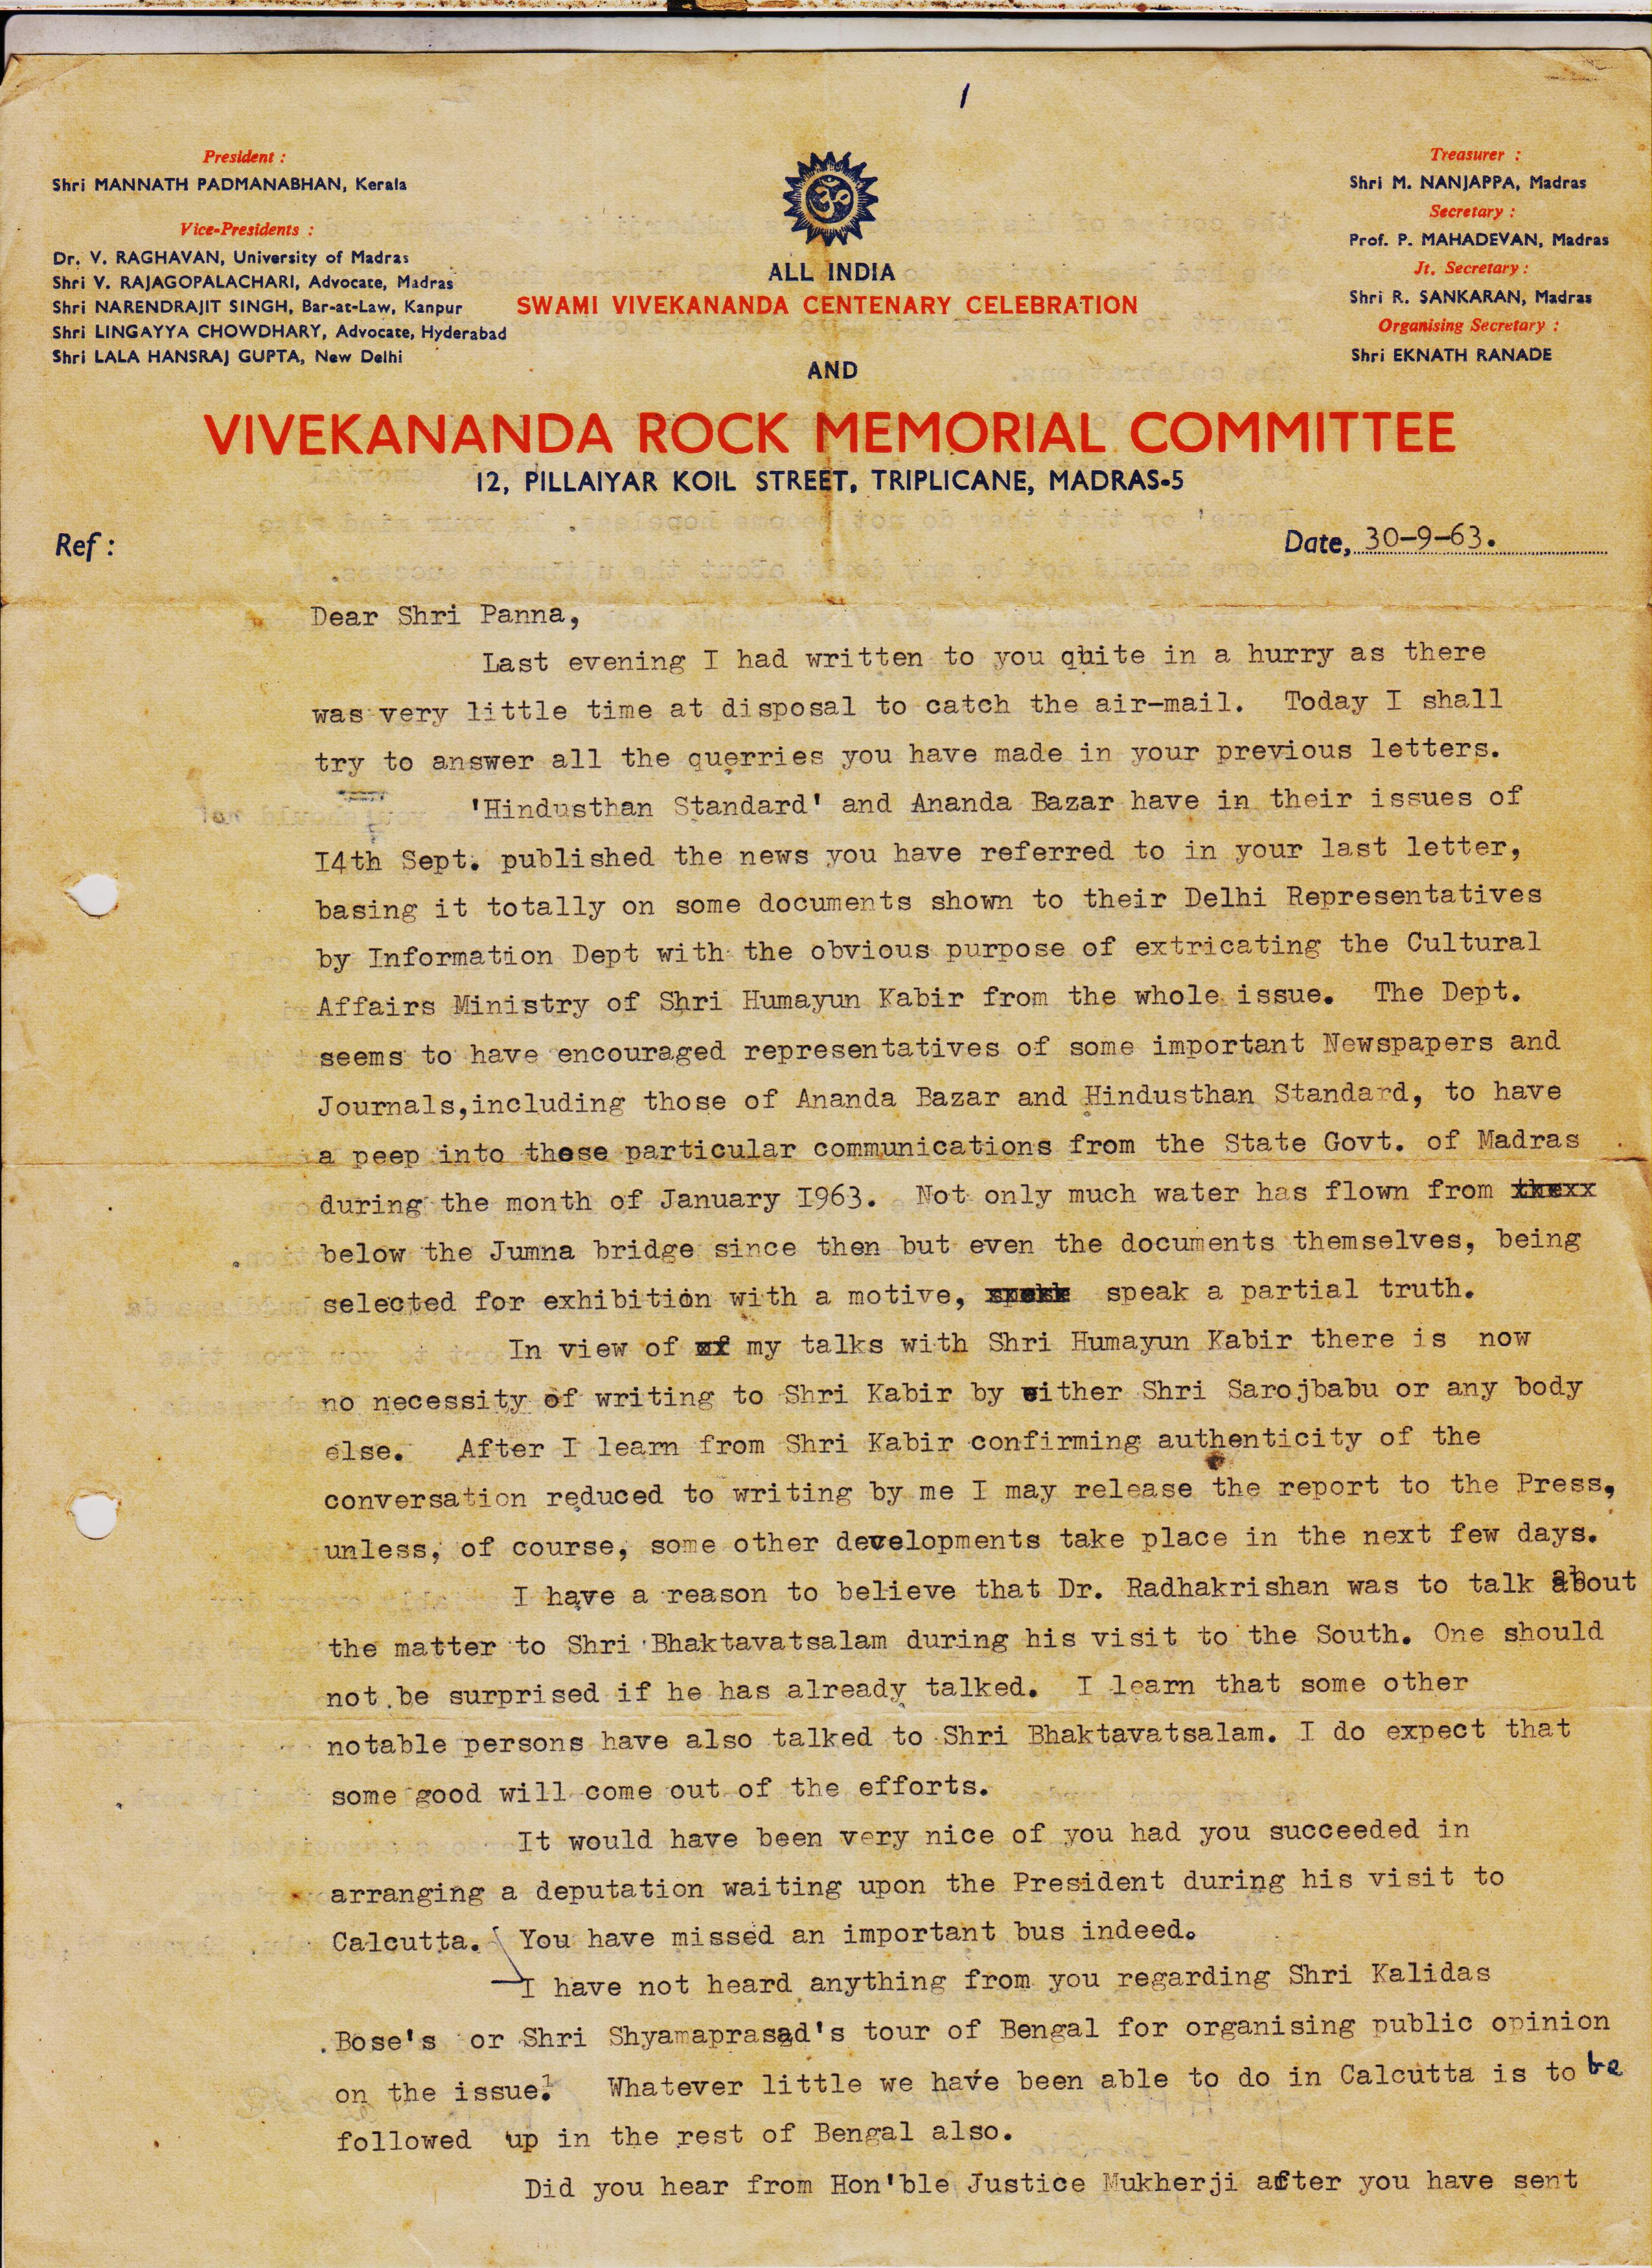 1
President :
Shri MANNATH PADMANABHAN, Kerala
Vice-Presidents :
Dr. V. RAGHAVAN, University of Madras
Shri V. RAJAGOPALACHARI, Advocate, Madras
Shri NARENDRAJIT SINGH, Bar-at-Law, Kanpur
Shri LINGAYYA CHOWDHARY, Advocate, Hyderabad
Shri LALA HANSRAJ GUPTA, New Delhi
ॐ
ALL INDIA
SWAMI VIVEKANANDA CENTENARY CELEBRATION
AND
Treasurer :
Shri M. NANJAPPA, Madras
Secretary :
Prof. P. MAHADEVAN, Madras
Jt. Secretary :
Shri R. SANKARAN, Madras
Organising Secretary :
Shri EKNATH RANADE
VIVEKANANDA ROCK MEMORIAL COMMITTEE
12, PILLAIYAR KOIL STREET, TRIPLICANE, MADRAS-5
Ref :
Date, 30-9-63.
Dear Shri Panna,
Last evening I had written to you quite in a hurry as there
was very little time at disposal to catch the air-mail. Today I shall
try to answer all the querries you have made in your previous letters.
'Hindusthan Standard' and Ananda Bazar have in their issues of
I4th Sept. published the news you have referred to in your last letter,
basing it totally on some documents shown to their Delhi Representatives
by Information Dept with the obvious purpose of extricating the Cultural
Affairs Ministry of Shri Humayun Kabir from the whole issue. The Dept.
seems to have encouraged representatives of some important Newspapers and
Journals,including those of Ananda Bazar and Hindusthan Standard, to have
a peep into these particular communications from the State Govt. of Madras
during the month of January I963. Not only much water has flown from
below the Jumna bridge since then but even the documents themselves, being
selected for exhibition with a motive, speak a partial truth.
In view of my talks with Shri Humayun Kabir there is now
no necessity of writing to Shri Kabir by either Shri Sarojbabu or any body
else. After I learn from Shri Kabir confirming authenticity of the
conversation reduced to writing by me I may release the report to the Press,
unless, of course, some other developments take place in the next few days.
I have a reason to believe that Dr. Radhakrishan was to talk about
the matter to Shri Bhaktavatsalam during his visit to the South. One should
not be surprised if he has already talked. I learn that some other
notable persons have also talked to Shri Bhaktavatsalam. I do expect that
some good will come out of the efforts.
It would have been very nice of you had you succeeded in
arranging a deputation waiting upon the President during his visit to
Calcutta. You have missed an important bus indeed.
I have not heard anything from you regarding Shri Kalidas
Bose's or Shri Shyamaprasad's tour of Bengal for organising public opinion
on the issue. Whatever little we have been able to do in Calcutta is to be
followed up in the rest of Bengal also.
Did you hear from Hon'ble Justice Mukherji after you have sent